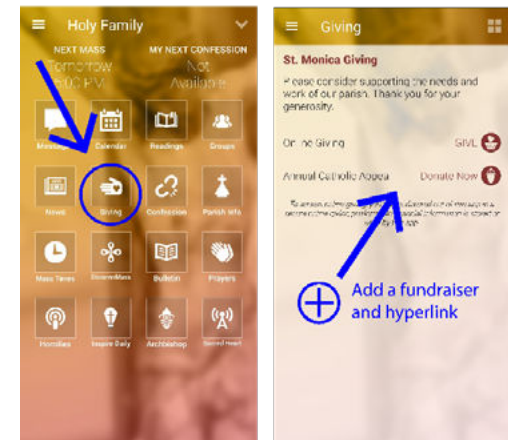 Holy Family
NEXT MASS
MY NEXT CONFESSION
Tomorrow
Not
5:00 PM
Available
Messages
Calendar
Readings
Groups
News
Giving
Confession
Parish Info
Mass Times
Bulletin
Prayers
Homilies
Inspire Daily
Archbishop
Sacred Heart
Giving
St. Monica Giving
Please consider supporting the needs and
work of our parish. Thank you for your
generosity.
Online Giving
GIVE
Annual Catholic Appeal
Donate Now
Add a fundraiser
and hyperlink